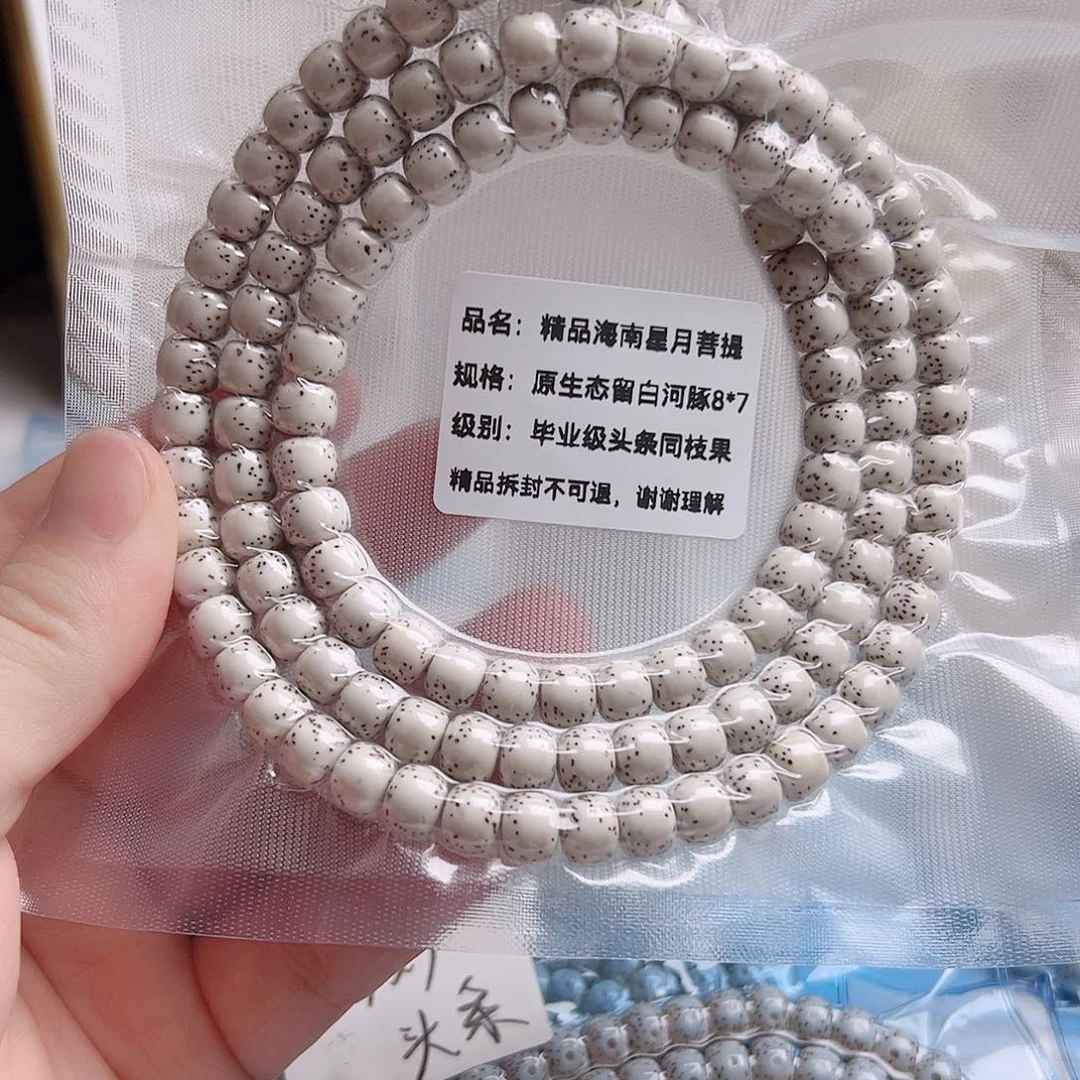 品名：精品海南星月菩提
规格：原生态留白河豚8*7
级别：毕业级头条同枝果
精品拆封不可退，谢谢理解
头条